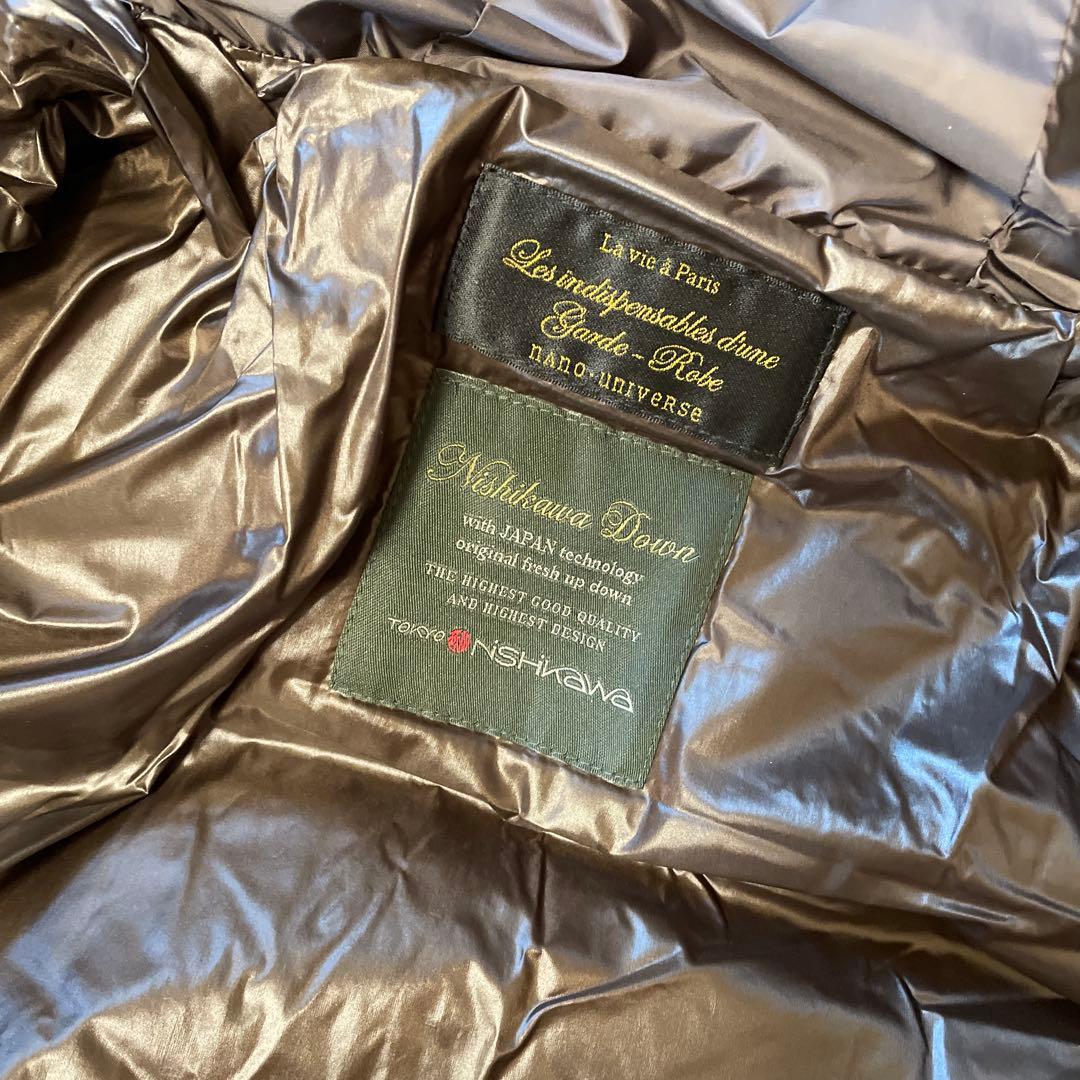 La vie à Paris
Les indispensables d'une
Garde-Robe
nano·universe
Nishikawa Down
with JAPAN technology
original fresh up down
THE HIGHEST GOOD QUALITY
AND HIGHEST DESIGN
TOKYO Nishikawa